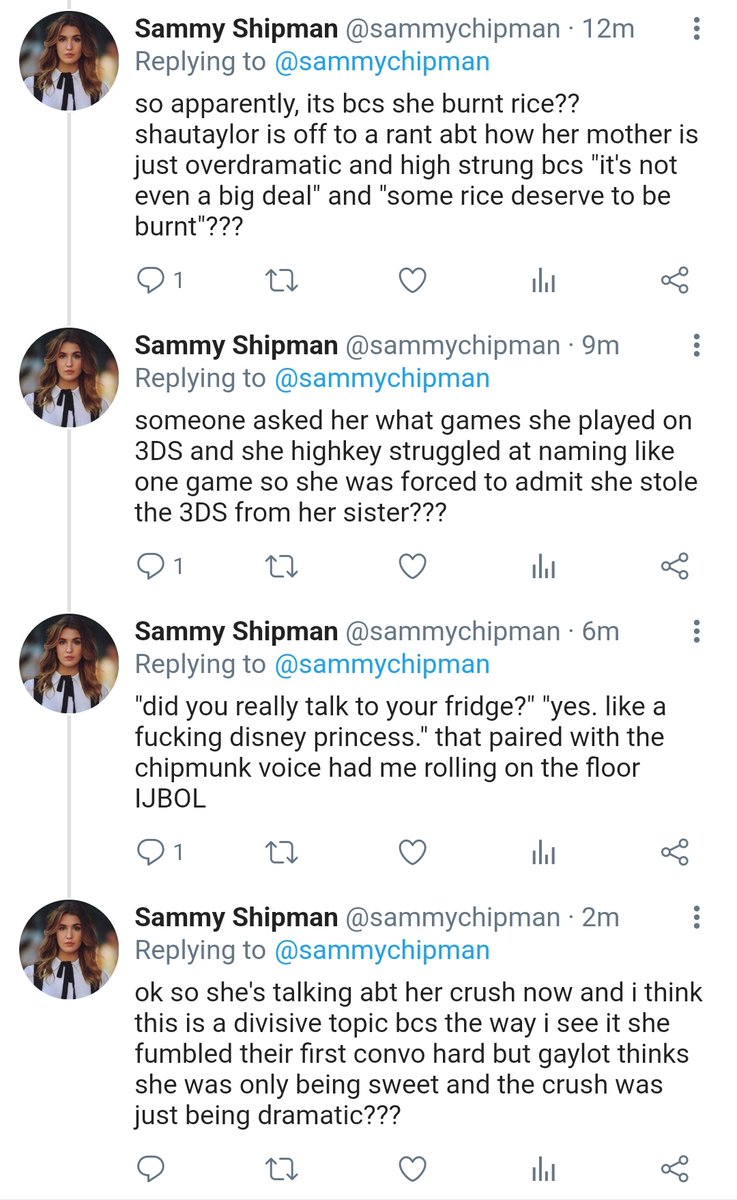 Sammy Shipman @sammychipman · 12m
Replying to @sammychipman
so apparently, its bcs she burnt rice??
shautaylor is off to a rant abt how her mother is
just overdramatic and high strung bcs "it's not
even a big deal" and "some rice deserve to be
burnt"???
1
Sammy Shipman @sammychipman · 9m
Replying to @sammychipman
someone asked her what games she played on
3DS and she highkey struggled at naming like
one game so she was forced to admit she stole
the 3DS from her sister???
1
Sammy Shipman @sammychipman · 6m
Replying to @sammychipman
"did you really talk to your fridge?" "yes. like a
fucking disney princess." that paired with the
chipmunk voice had me rolling on the floor
IJBOL
1
Sammy Shipman @sammychipman · 2m
Replying to @sammychipman
ok so she's talking abt her crush now and i think
this is a divisive topic bcs the way i see it she
fumbled their first convo hard but gaylot thinks
she was only being sweet and the crush was
just being dramatic???